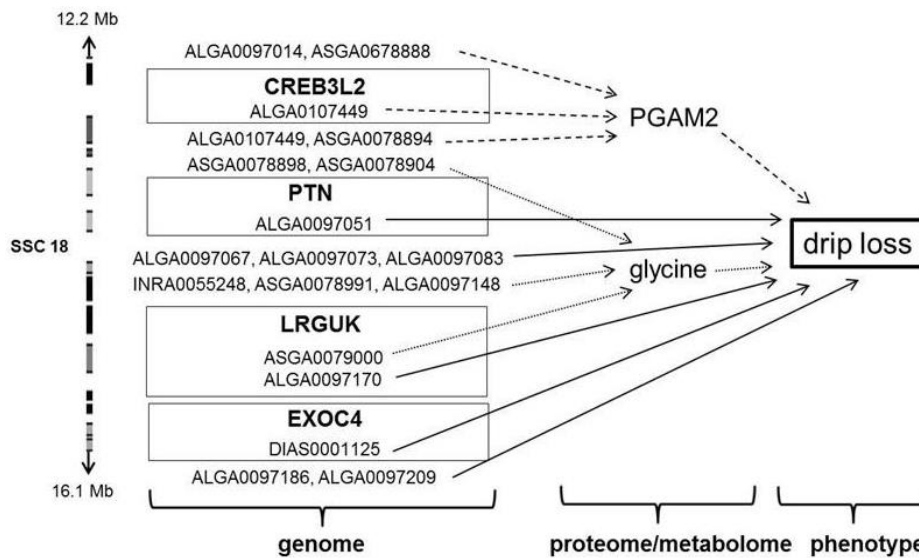 12.2 Mb
ALGA0097014, ASGA0678888
CREB3L2
ALGA0107449
PGAM2
ALGA0107449, ASGA0078894
ASGA0078898, ASGA0078904
PTN
ALGA0097051
SSC 18
drip loss
ALGA0097067, ALGA0097073, ALGA0097083
glycine
INRA0055248, ASGA0078991, ALGA0097148
LRGUK
ASGA0079000
ALGA0097170
EXOC4
DIAS0001125
ALGA0097186, ALGA0097209
16.1 Mb
genome
proteome/metabolome
phenotype